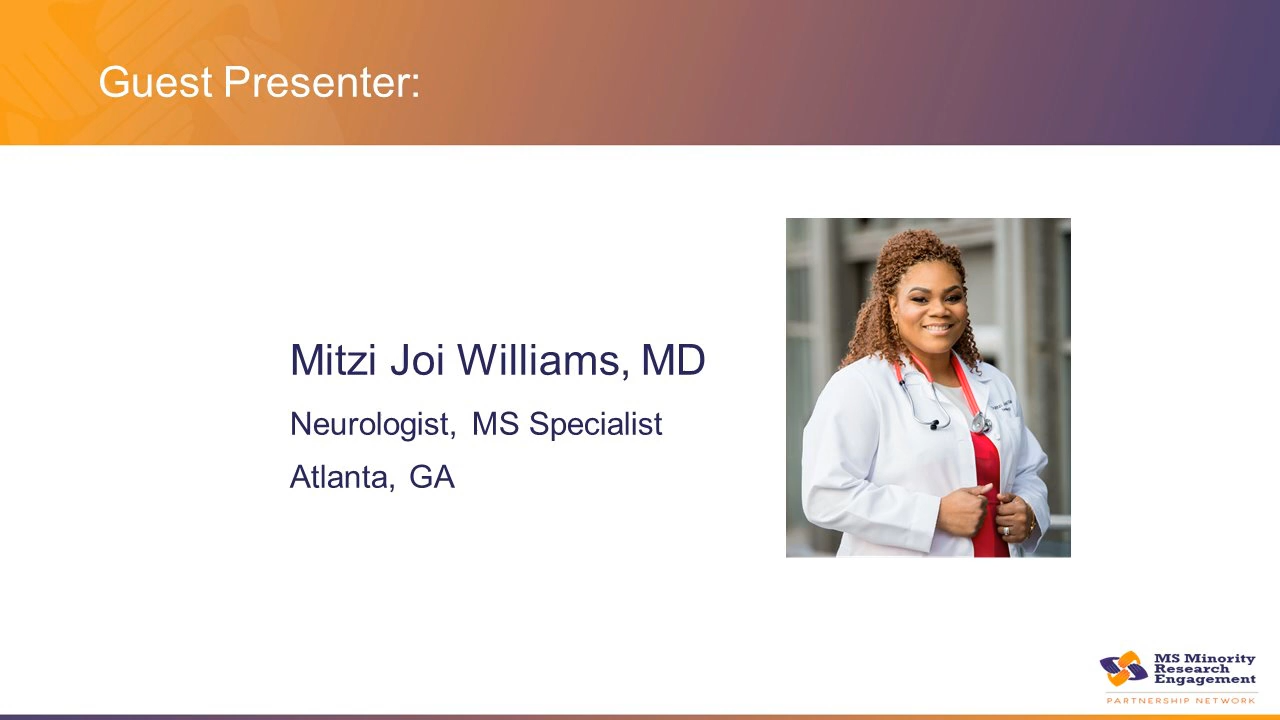 Guest Presenter:
Mitzi Joi Williams, MD
Neurologist, MS Specialist
Atlanta, GA
MS Minority
Research
Engagement
PARTNERSHIP NETWORK